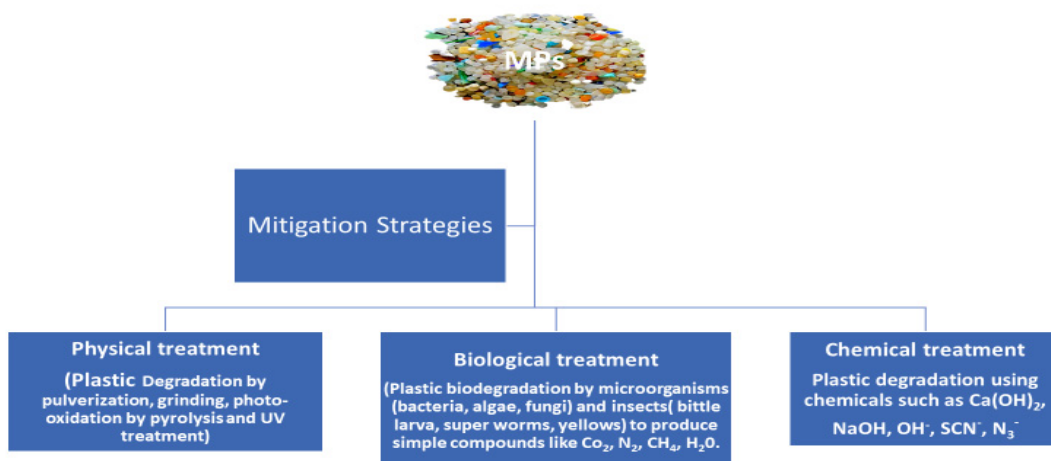 MPs
Mitigation Strategies
Physical treatment
(Plastic Degradation by
pulverization, grinding, photo-
oxidation by pyrolysis and UV
treatment)
Biological treatment
(Plastic biodegradation by microorganisms
(bacteria, algae, fungi) and insects( bittle
larva, super worms, yellows) to produce
simple compounds like Co₂, N₂, CH₄, H₂0.
Chemical treatment
Plastic degradation using
chemicals such as Ca(OH)₂,
NaOH, OH⁻, SCN⁻, N₃⁻